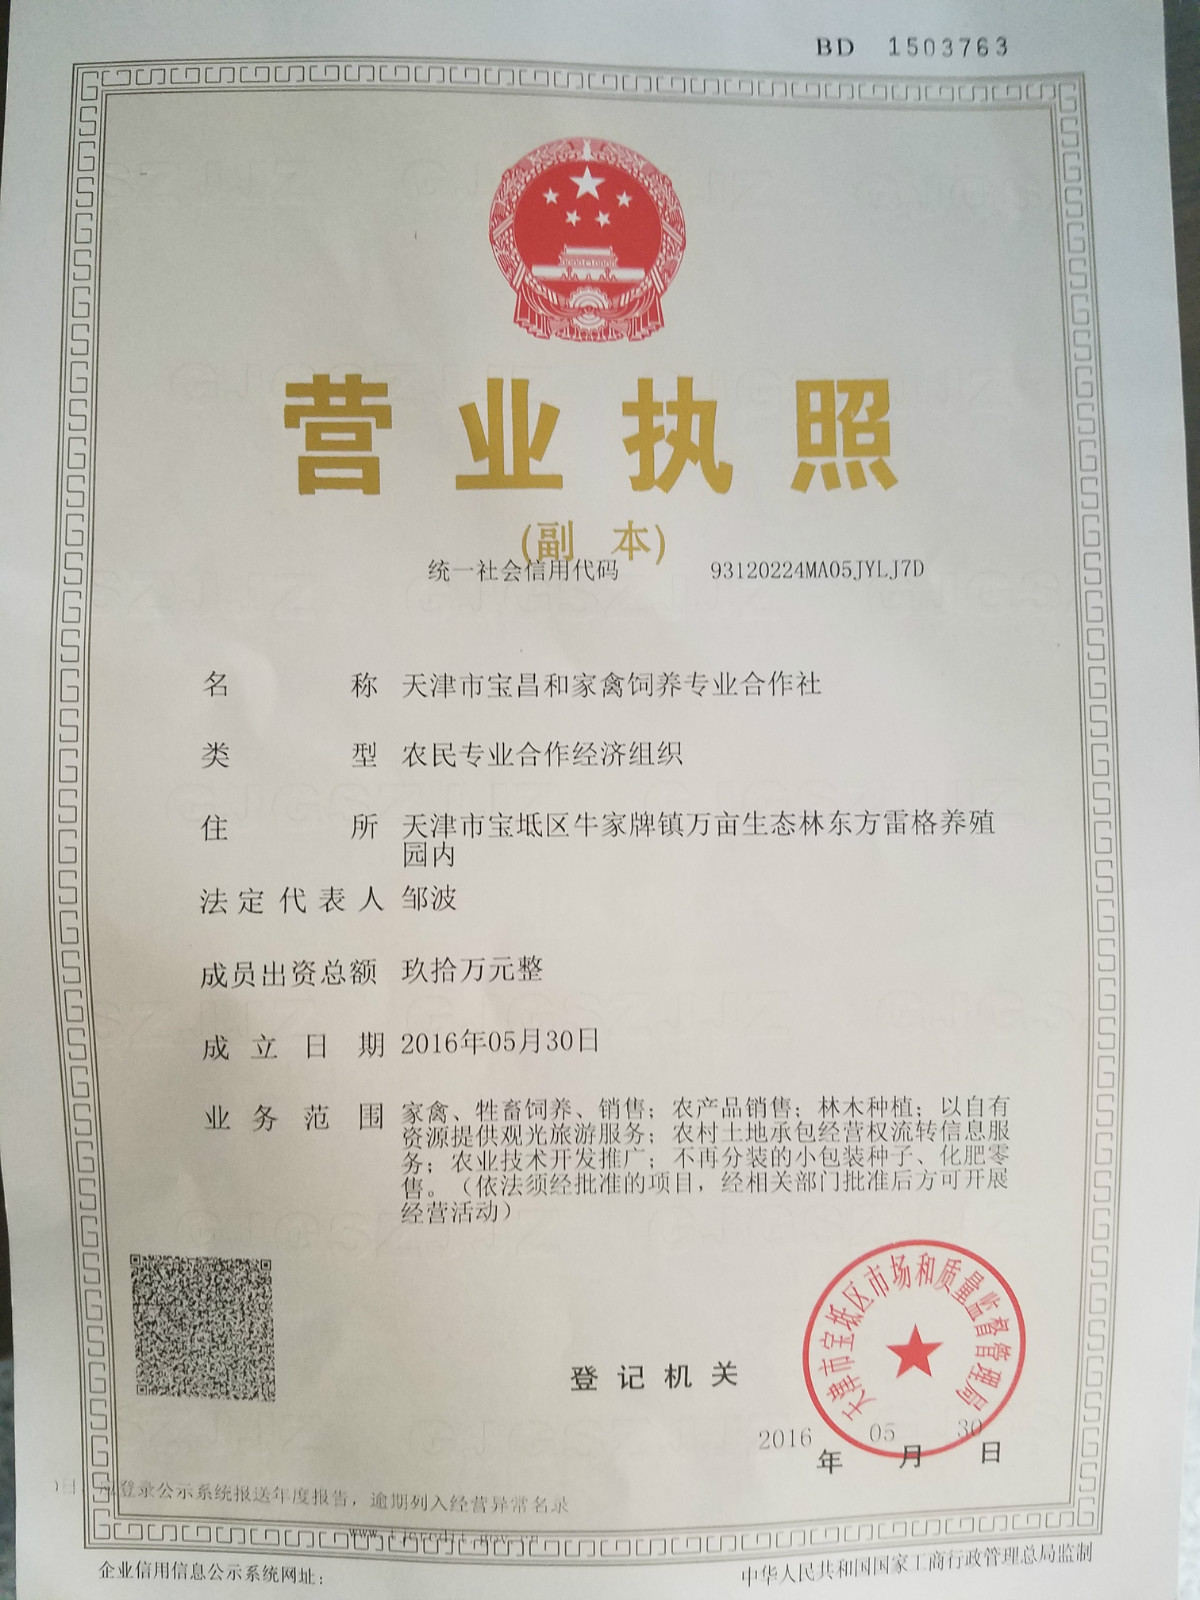 BD 1503763
营业执照
(副 本)
统一社会信用代码 93120224MA05JYLJ7D
名称 天津市宝昌和家禽饲养专业合作社
类型 农民专业合作经济组织
住所 天津市宝坻区牛家牌镇万亩生态林东方雷格养殖
园内
法定代表人 邹波
成员出资总额 玖拾万元整
成立日期 2016年05月30日
业务范围 家禽、牲畜饲养、销售；农产品销售；林木种植；以自有
资源提供观光旅游服务；农村土地承包经营权流转信息服
务；农业技术开发推广；不再分装的小包装种子、化肥零
售。（依法须经批准的项目，经相关部门批准后方可开展
经营活动）
天津市宝坻区市场和质量监督管理局
登记机关
2016年05月30日
登录公示系统报送年度报告，逾期列入经营异常名录
www.tjcredit.gov.cn
企业信用信息公示系统网址：
中华人民共和国国家工商行政管理总局监制